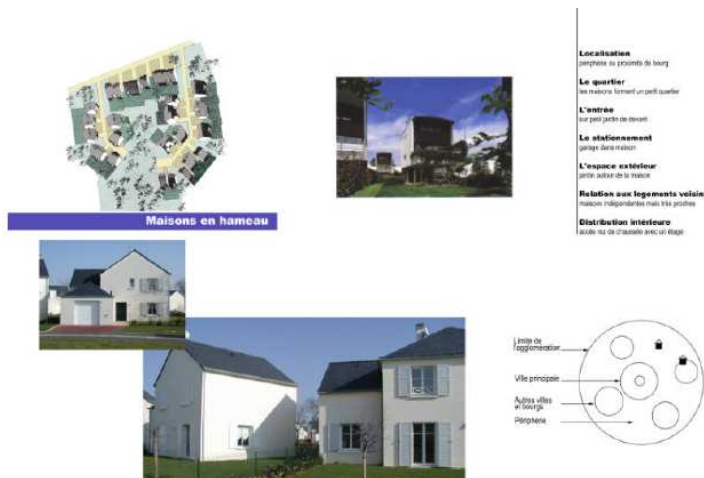 Maisons en hameau
Localisation
périphérie ou proximité de bourg
Le quartier
les maisons forment un petit quartier
L'entrée
sur petit jardin de devant
Le stationnement
garage dans maison
L'espace extérieur
jardin autour de la maison
Relation aux logements voisin
maisons indépendantes mais très proches
Distribution intérieure
accès rez de chaussée avec un étage
Limite de
l'agglomération
Ville principale
Autres villes
et bourgs
Périphérie